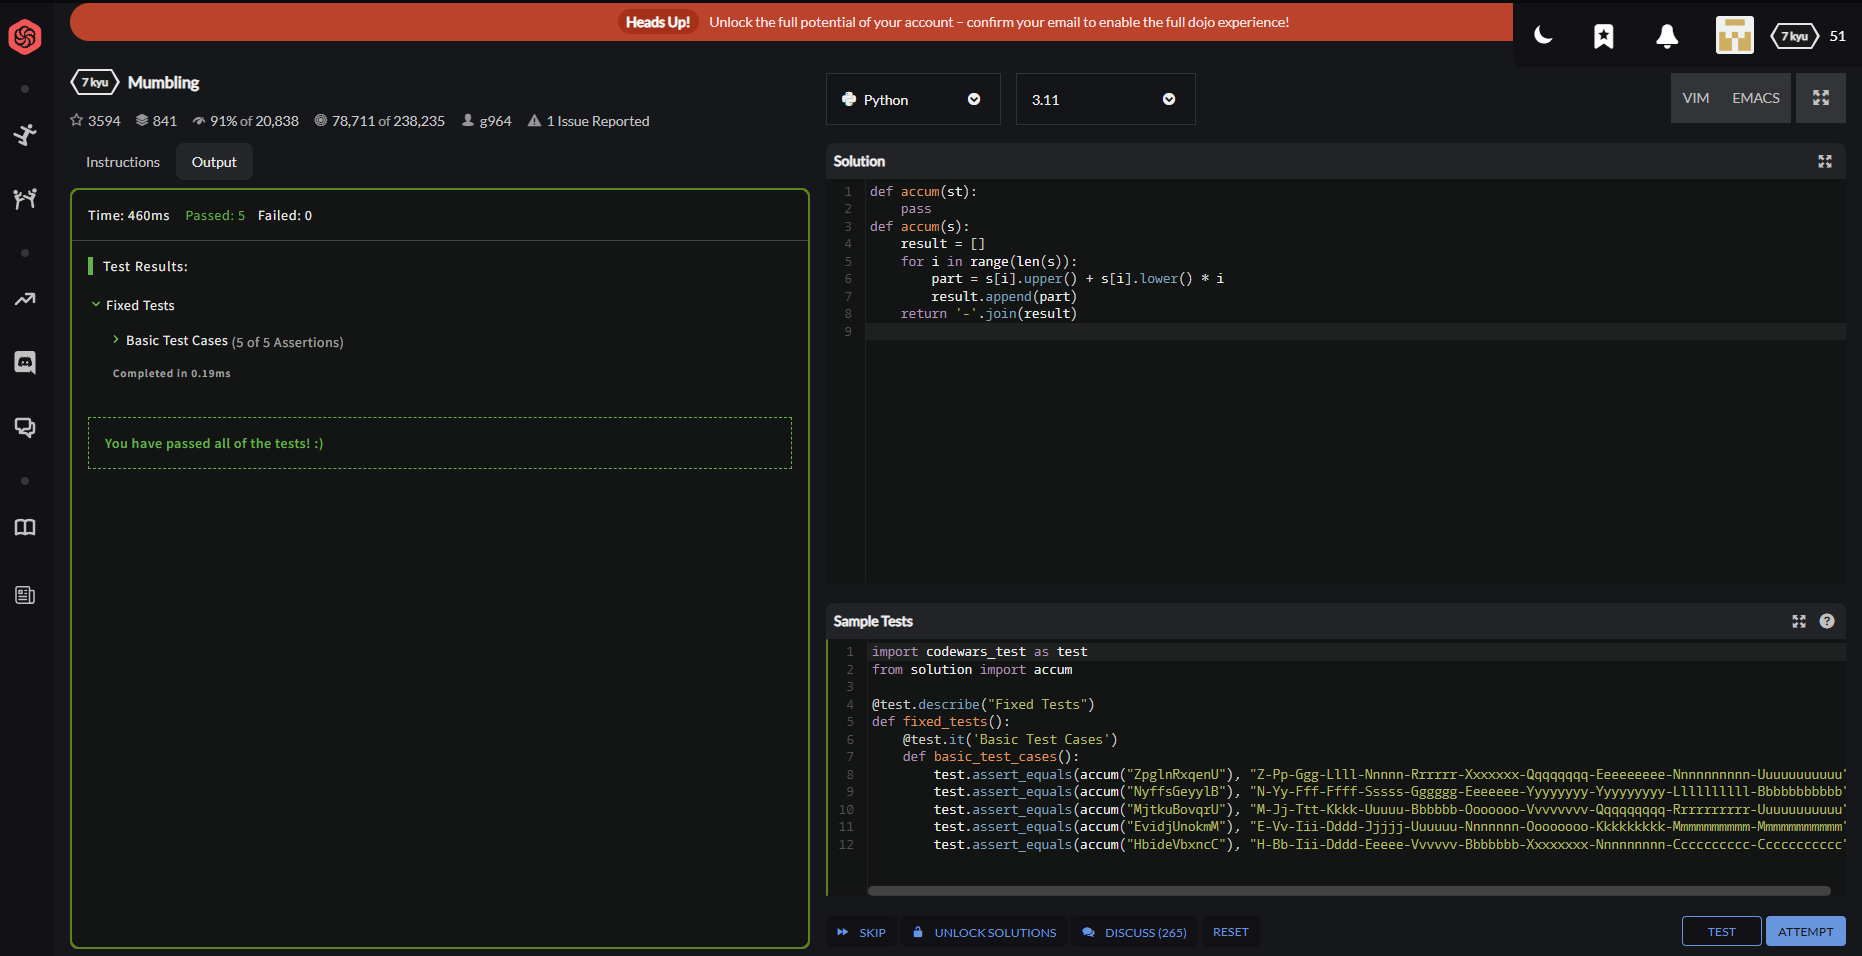 Heads Up! Unlock the full potential of your account – confirm your email to enable the full dojo experience!
7 kyu 51
7 kyu Mumbling
3594 841 91% of 20,838 78,711 of 238,235 g964 1 Issue Reported
Instructions Output
Time: 460ms Passed: 5 Failed: 0
Test Results:
Fixed Tests
Basic Test Cases (5 of 5 Assertions)
Completed in 0.19ms
You have passed all of the tests! :)
Python 3.11 VIM EMACS
Solution
1 def accum(st):
2     pass
3 def accum(s):
4     result = []
5     for i in range(len(s)):
6         part = s[i].upper() + s[i].lower() * i
7         result.append(part)
8     return '-'.join(result)
9
Sample Tests
1 import codewars_test as test
2 from solution import accum
3
4 @test.describe("Fixed Tests")
5 def fixed_tests():
6     @test.it('Basic Test Cases')
7     def basic_test_cases():
8         test.assert_equals(accum("ZpglnRxqenU"), "Z-Pp-Ggg-Llll-Nnnnn-Rrrrrr-Xxxxxxx-Qqqqqqqq-Eeeeeeeee-Nnnnnnnnnn-Uuuuuuuuuuu"
9         test.assert_equals(accum("NyffsGeyylB"), "N-Yy-Fff-Ffff-Sssss-Gggggg-Eeeeeee-Yyyyyyyy-Yyyyyyyyy-Llllllllll-Bbbbbbbbbbb"
10         test.assert_equals(accum("MjtkuBovqrU"), "M-Jj-Ttt-Kkkk-Uuuuu-Bbbbbb-Ooooooo-Vvvvvvvv-Qqqqqqqqq-Rrrrrrrrrr-Uuuuuuuuuuu"
11         test.assert_equals(accum("EvidjUnokmM"), "E-Vv-Iii-Dddd-Jjjjj-Uuuuuu-Nnnnnnn-Oooooooo-Kkkkkkkkk-Mmmmmmmmmm-Mmmmmmmmmmm"
12         test.assert_equals(accum("HbideVbxncC"), "H-Bb-Iii-Dddd-Eeeee-Vvvvvv-Bbbbbbb-Xxxxxxxx-Nnnnnnnnn-Cccccccccc-Ccccccccccc"
SKIP UNLOCK SOLUTIONS DISCUSS (265) RESET TEST ATTEMPT